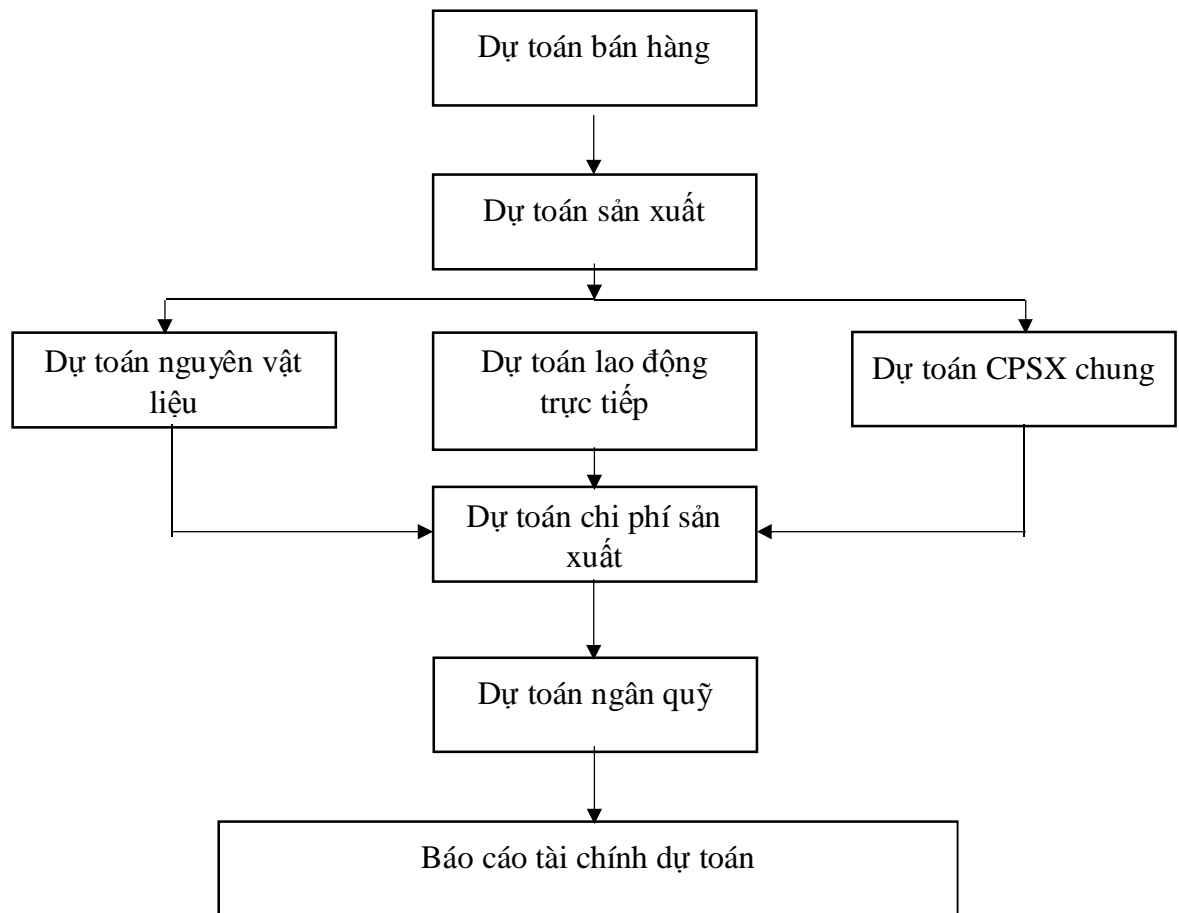 Dự toán bán hàng
Dự toán sản xuất
Dự toán nguyên vật
liệu
Dự toán lao động
trực tiếp
Dự toán CPSX chung
Dự toán chi phí sản
xuất
Dự toán ngân quỹ
Báo cáo tài chính dự toán